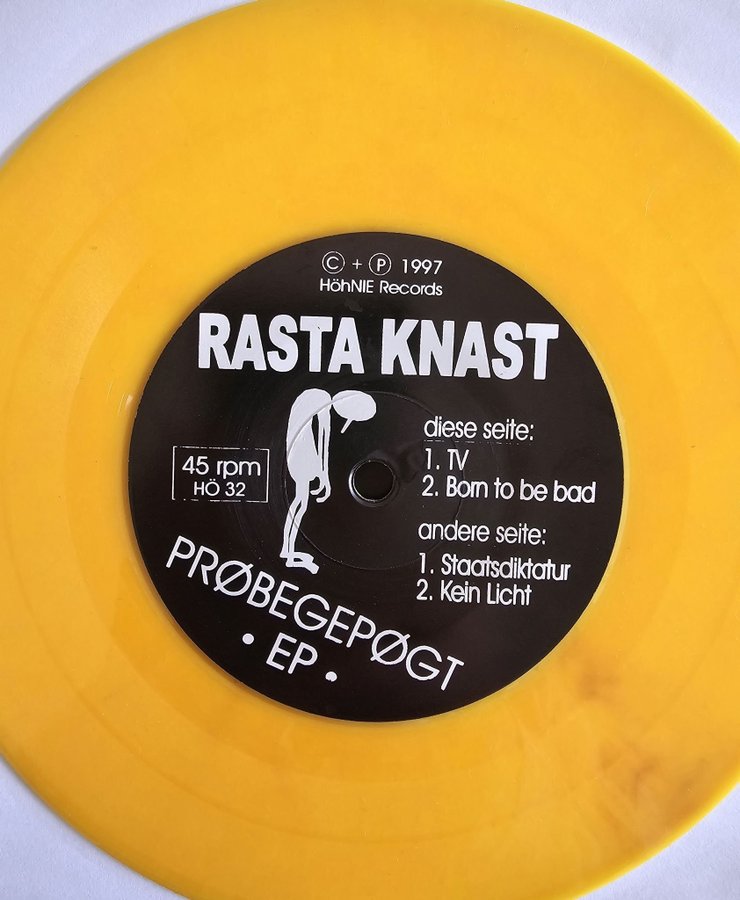 © + ℗ 1997
HöhNIE Records
RASTA KNAST
diese seite:
1. TV
2. Born to be bad
45 rpm
HÖ 32
andere seite:
1. Staatsdiktatur
2. Kein Licht
PRØBEGEPØGT
• EP •